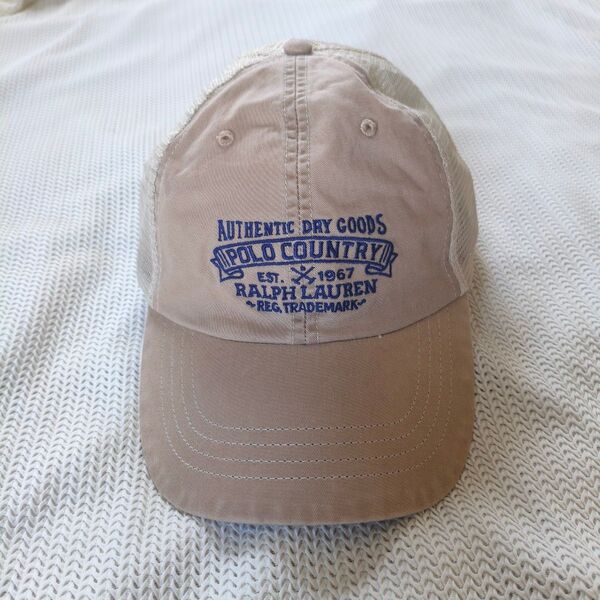 AUTHENTIC DRY GOODS
POLO COUNTRY
EST. 1967
RALPH LAUREN
REG. TRADEMARK